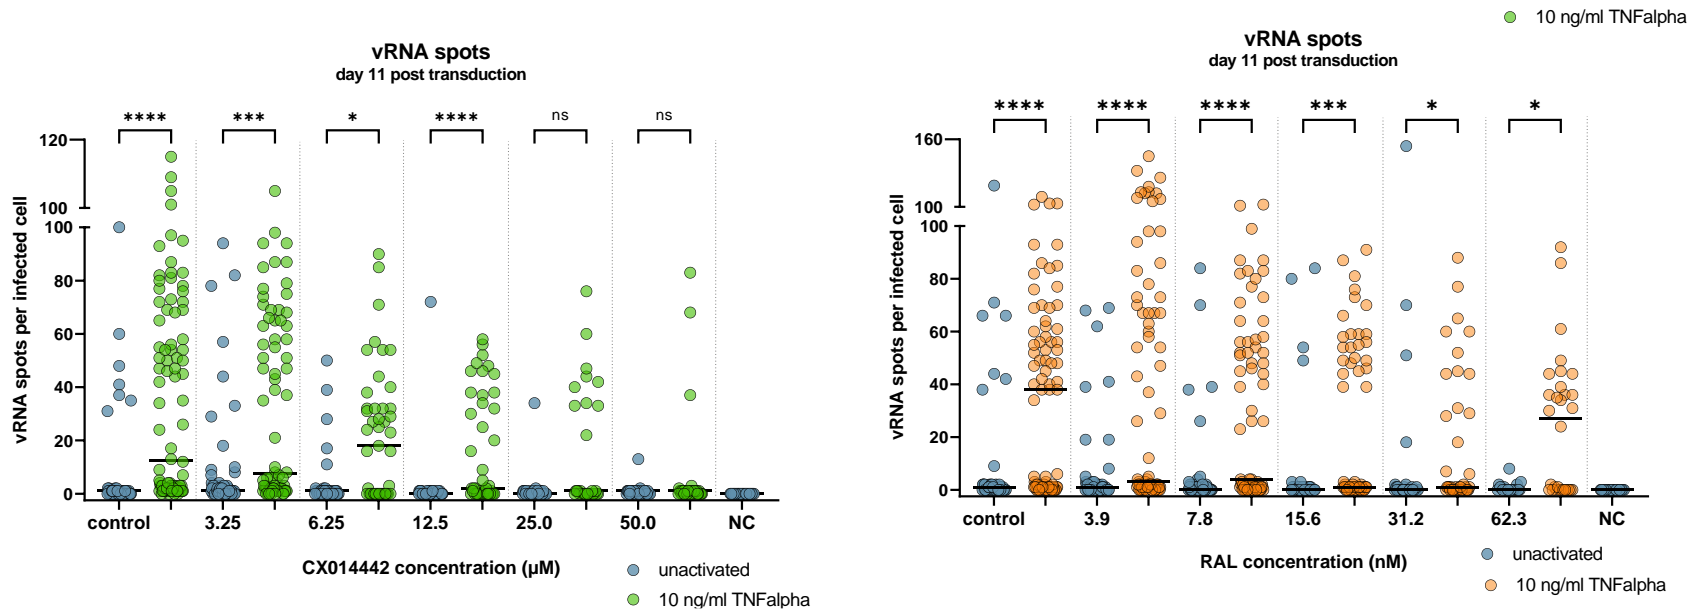 10 ng/ml TNFalpha
vRNA spots
day 11 post transduction
**** *** * **** ns ns
vRNA spots per infected cell
120
100
100
80
60
40
20
0
control 3.25 6.25 12.5 25.0 50.0 NC
CX014442 concentration (µM)
unactivated
10 ng/ml TNFalpha
vRNA spots
day 11 post transduction
**** **** **** *** * *
vRNA spots per infected cell
160
100
100
80
60
40
20
0
control 3.9 7.8 15.6 31.2 62.3 NC
RAL concentration (nM)
unactivated
10 ng/ml TNFalpha